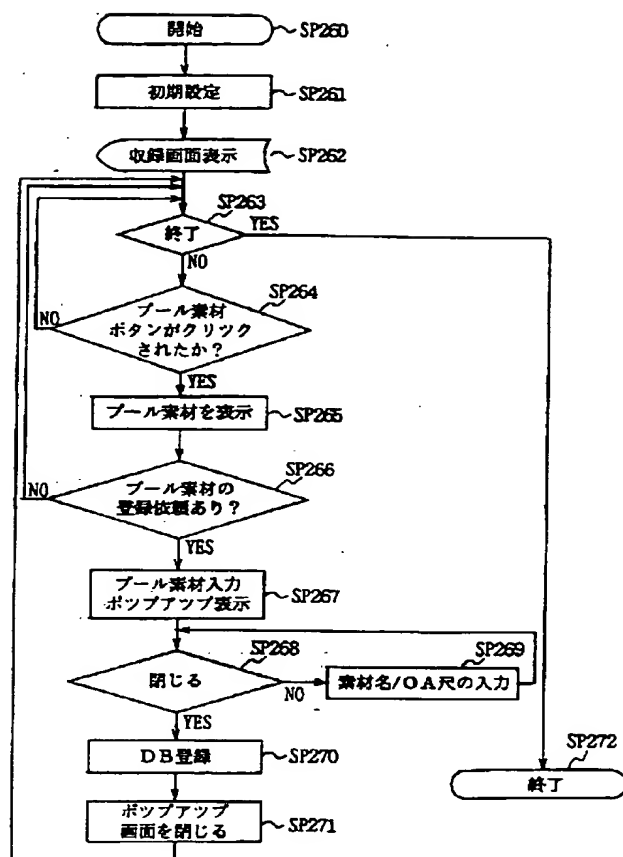 開始
SP260
初期設定
SP261
収録画面表示
SP262
SP263
終了
YES
NO
SP264
プール素材
ボタンがクリック
されたか？
NO
YES
プール素材を表示
SP265
SP266
プール素材の
登録依頼あり？
NO
YES
プール素材入力
ポップアップ表示
SP267
SP268
閉じる
NO
SP269
素材名/OA尺の入力
YES
DB登録
SP270
SP272
終了
ポップアップ
画面を閉じる
SP271